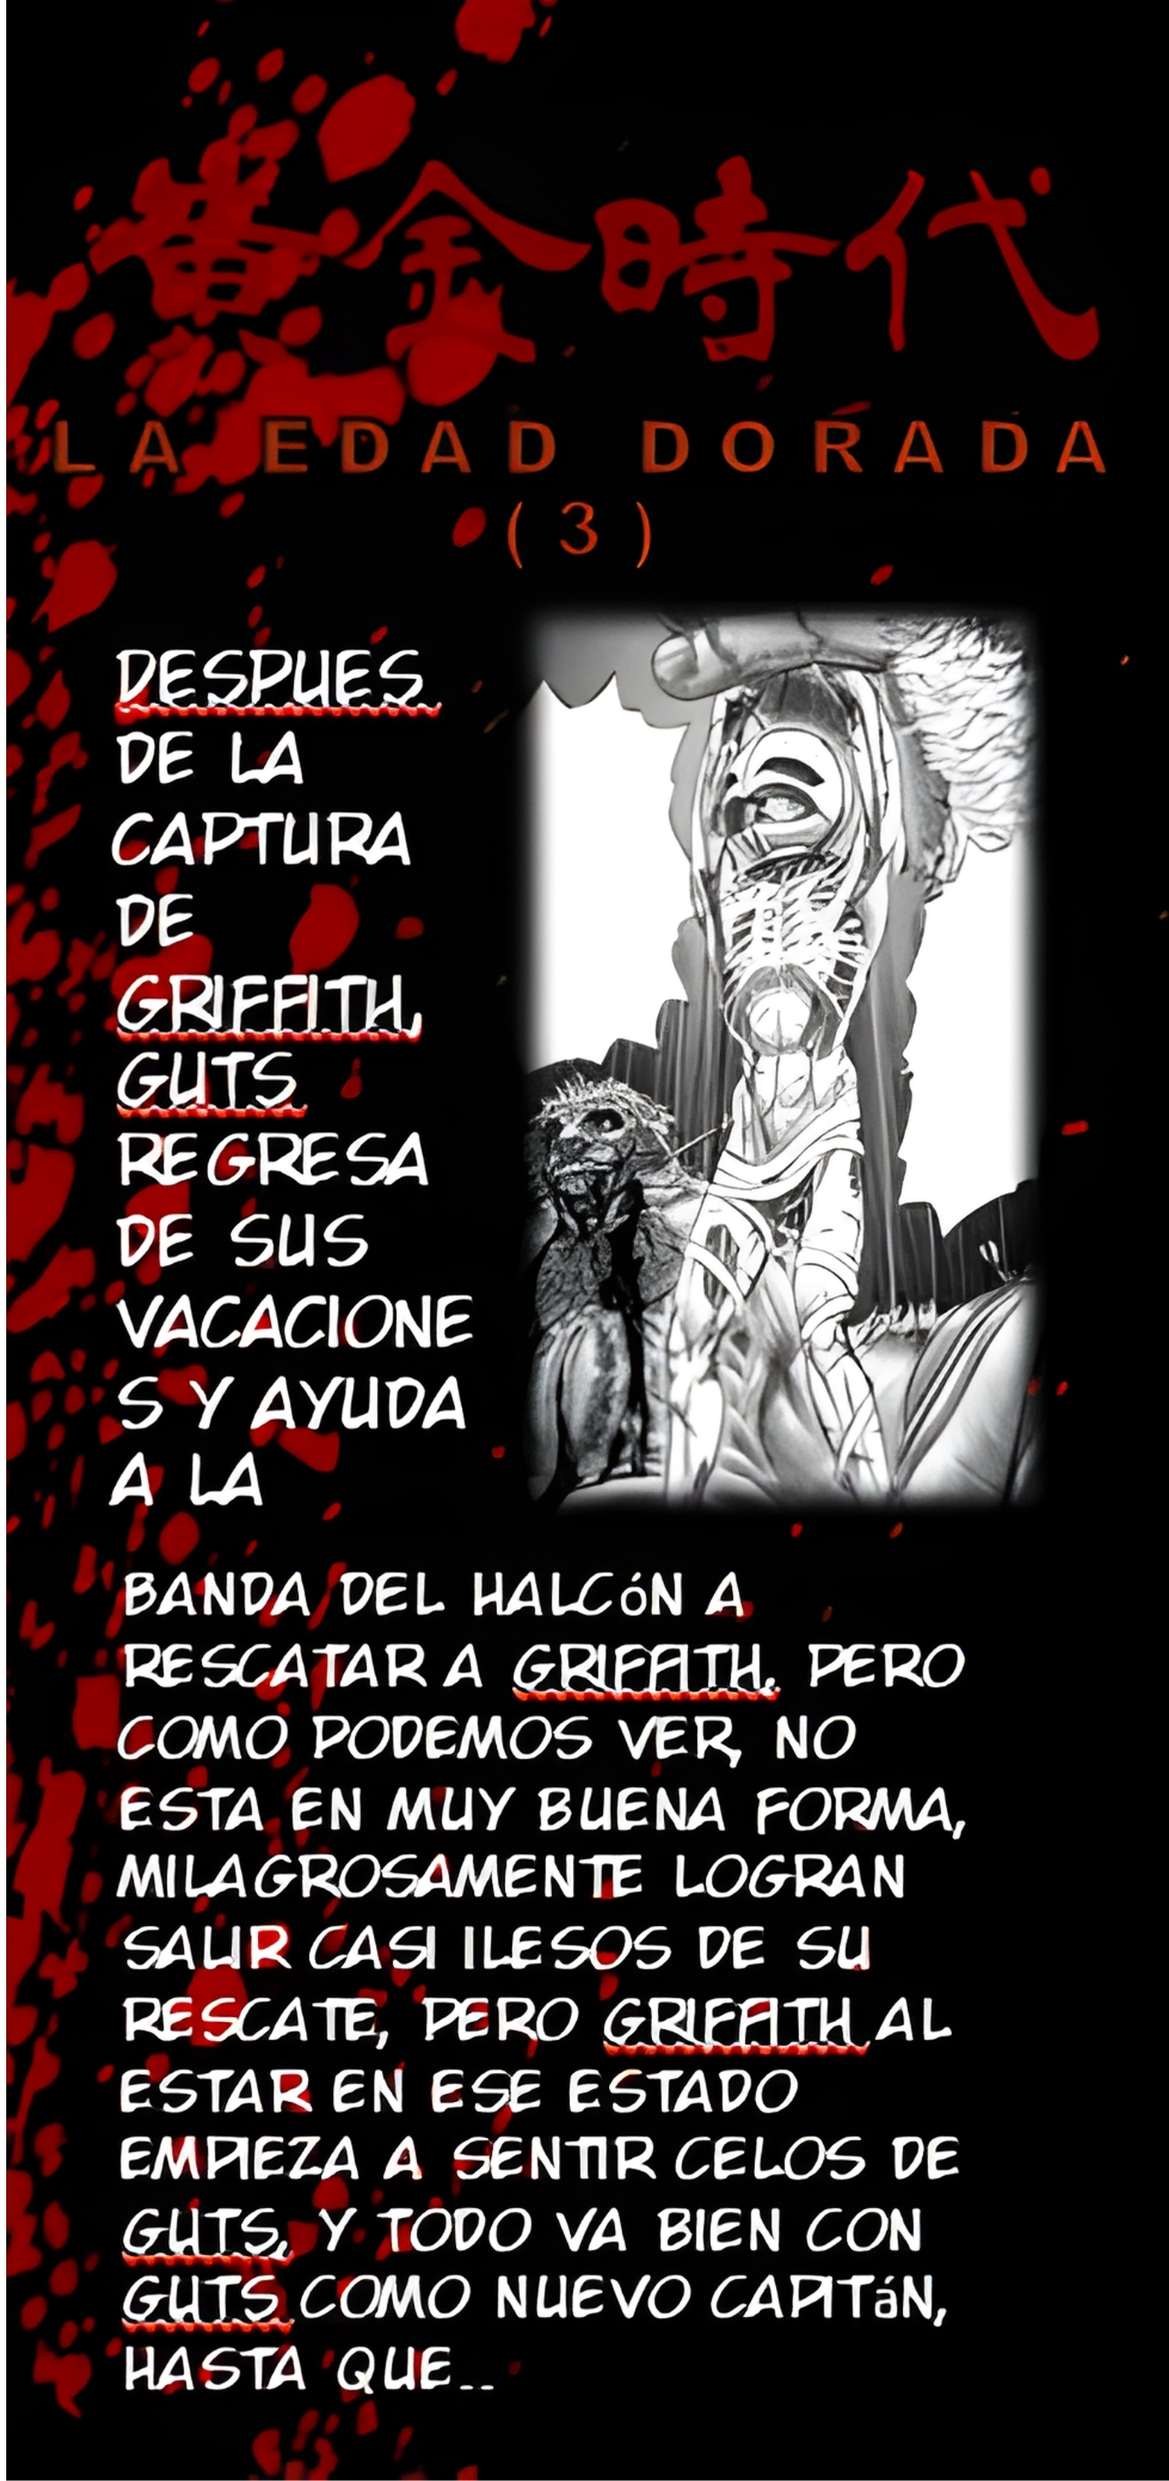 黄金時代
LA EDAD DORADA
(3)
DESPUES
DE LA
CAPTURA
DE
GRIFFITH,
GUTS
REGRESA
DE SUS
VACACIONE
S Y AYUDA
A LA
BANDA DEL HALCóN A
RESCATAR A GRIFFITH. PERO
COMO PODEMOS VER, NO
ESTA EN MUY BUENA FORMA,
MILAGROSAMENTE LOGRAN
SALIR CASI ILESOS DE SU
RESCATE, PERO GRIFFITH AL
ESTAR EN ESE ESTADO
EMPIEZA A SENTIR CELOS DE
GUTS, Y TODO VA BIEN CON
GUTS COMO NUEVO CAPITáN,
HASTA QUE...